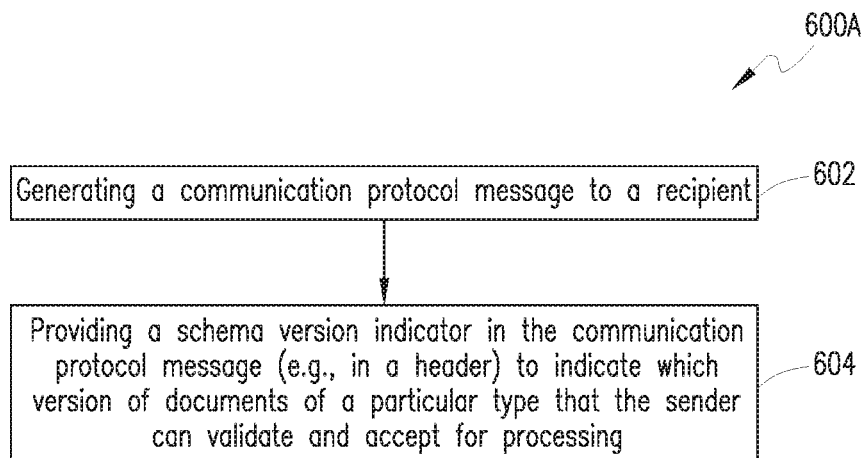 600A
Generating a communication protocol message to a recipient
602
Providing a schema version indicator in the communication
protocol message (e.g., in a header) to indicate which
version of documents of a particular type that the sender
can validate and accept for processing
604